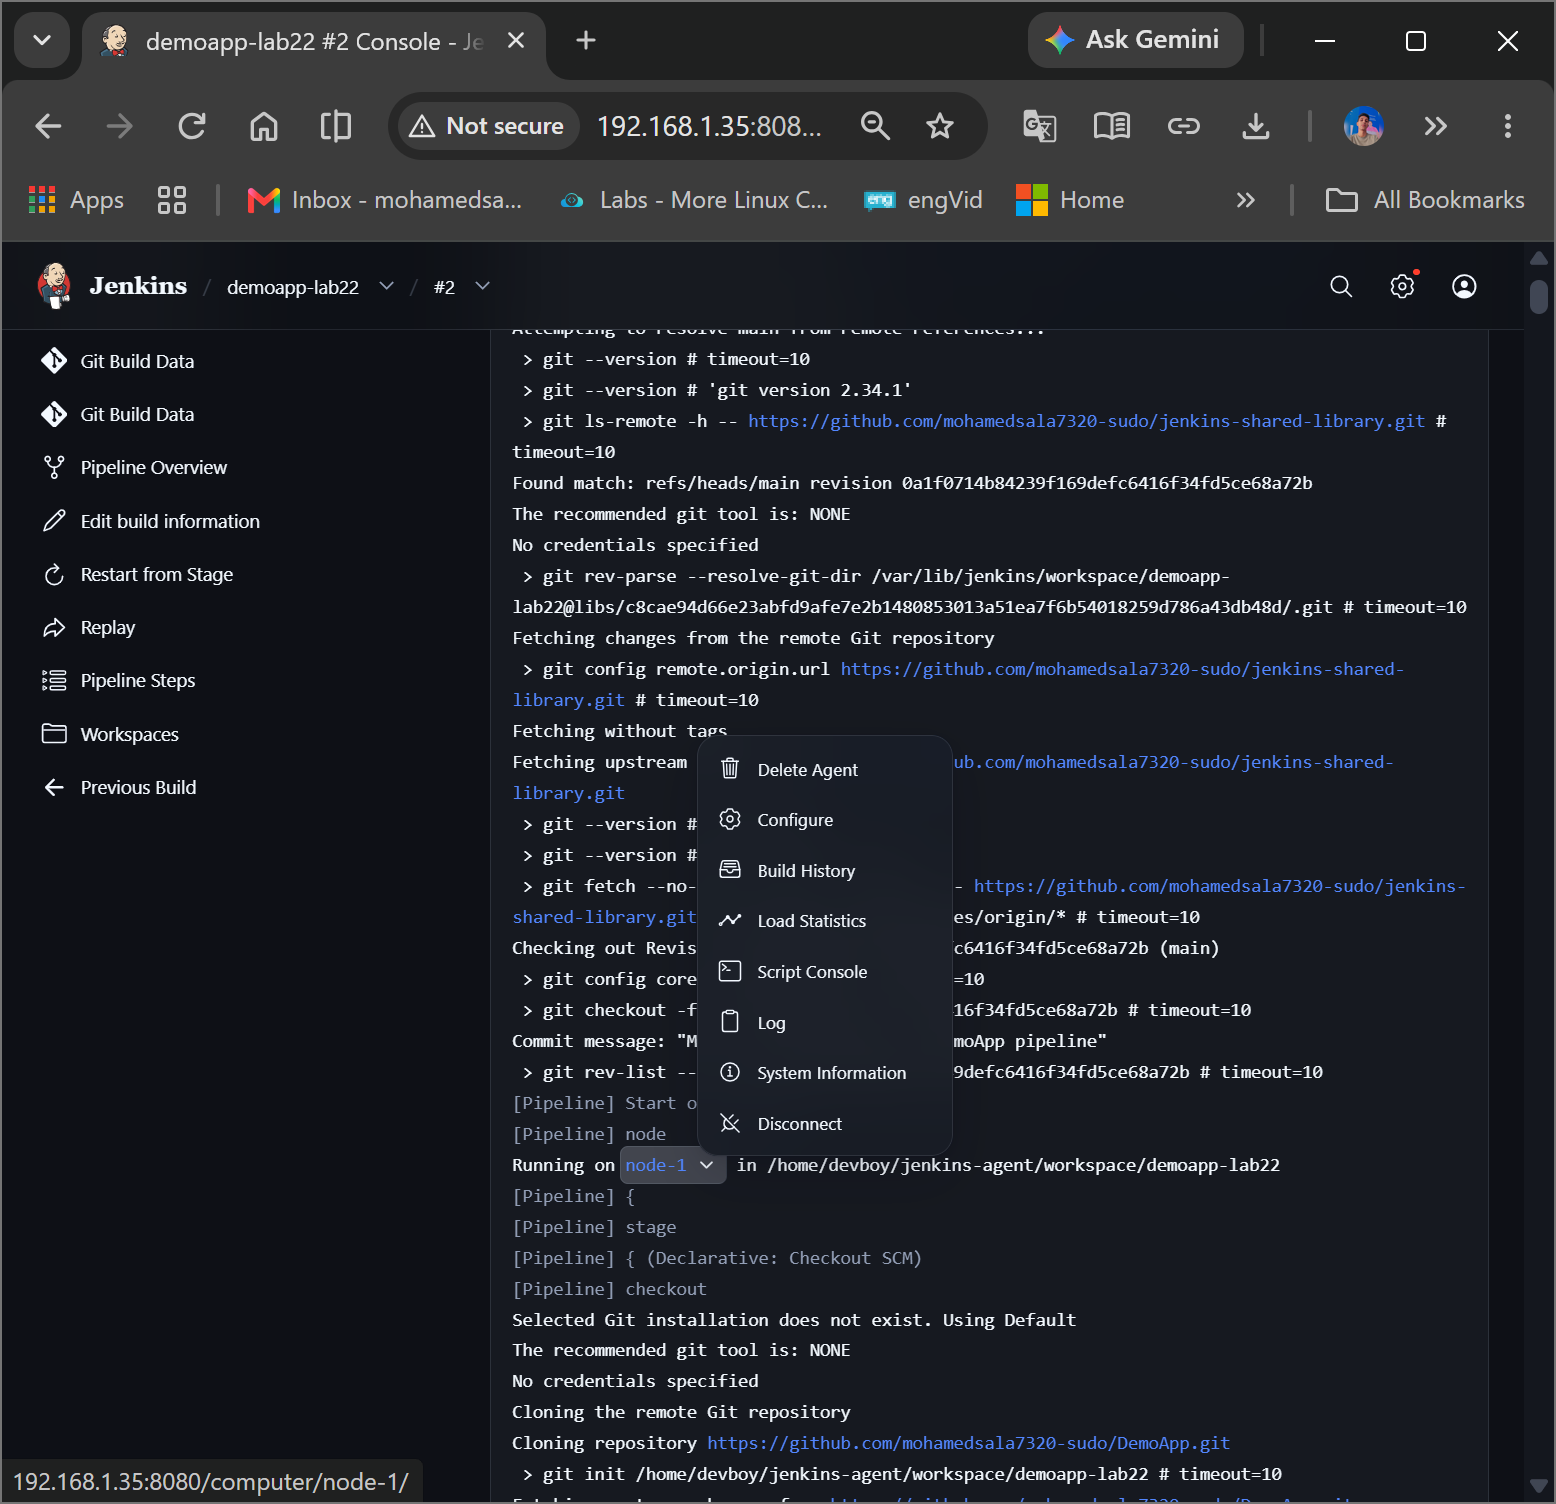 demoapp-lab22 #2 Console - Je
Ask Gemini
Not secure
192.168.1.35:808...
Apps
Inbox - mohamedsa...
Labs - More Linux C...
engVid
Home
All Bookmarks
Jenkins / demoapp-lab22 / #2
Git Build Data
Git Build Data
Pipeline Overview
Edit build information
Restart from Stage
Replay
Pipeline Steps
Workspaces
Previous Build
Attempting to resolve main from remote references...
> git --version # timeout=10
> git --version # 'git version 2.34.1'
> git ls-remote -h -- https://github.com/mohamedsala7320-sudo/jenkins-shared-library.git #
timeout=10
Found match: refs/heads/main revision 0a1f0714b84239f169defc6416f34fd5ce68a72b
The recommended git tool is: NONE
No credentials specified
> git rev-parse --resolve-git-dir /var/lib/jenkins/workspace/demoapp-
lab22@libs/c8cae94d66e23abfd9afe7e2b1480853013a51ea7f6b54018259d786a43db48d/.git # timeout=10
Fetching changes from the remote Git repository
> git config remote.origin.url https://github.com/mohamedsala7320-sudo/jenkins-shared-
library.git # timeout=10
Fetching without tags
Fetching upstream ub.com/mohamedsala7320-sudo/jenkins-shared-
library.git
> git --version #
> git --version #
> git fetch --no- - https://github.com/mohamedsala7320-sudo/jenkins-
shared-library.git es/origin/* # timeout=10
Checking out Revis c6416f34fd5ce68a72b (main)
> git config core =10
> git checkout -f 16f34fd5ce68a72b # timeout=10
Commit message: "M moApp pipeline"
> git rev-list -- 9defc6416f34fd5ce68a72b # timeout=10
[Pipeline] Start o
[Pipeline] node
Running on node-1 in /home/devboy/jenkins-agent/workspace/demoapp-lab22
[Pipeline] {
[Pipeline] stage
[Pipeline] { (Declarative: Checkout SCM)
[Pipeline] checkout
Selected Git installation does not exist. Using Default
The recommended git tool is: NONE
No credentials specified
Cloning the remote Git repository
Cloning repository https://github.com/mohamedsala7320-sudo/DemoApp.git
> git init /home/devboy/jenkins-agent/workspace/demoapp-lab22 # timeout=10
Delete Agent
Configure
Build History
Load Statistics
Script Console
Log
System Information
Disconnect
192.168.1.35:8080/computer/node-1/